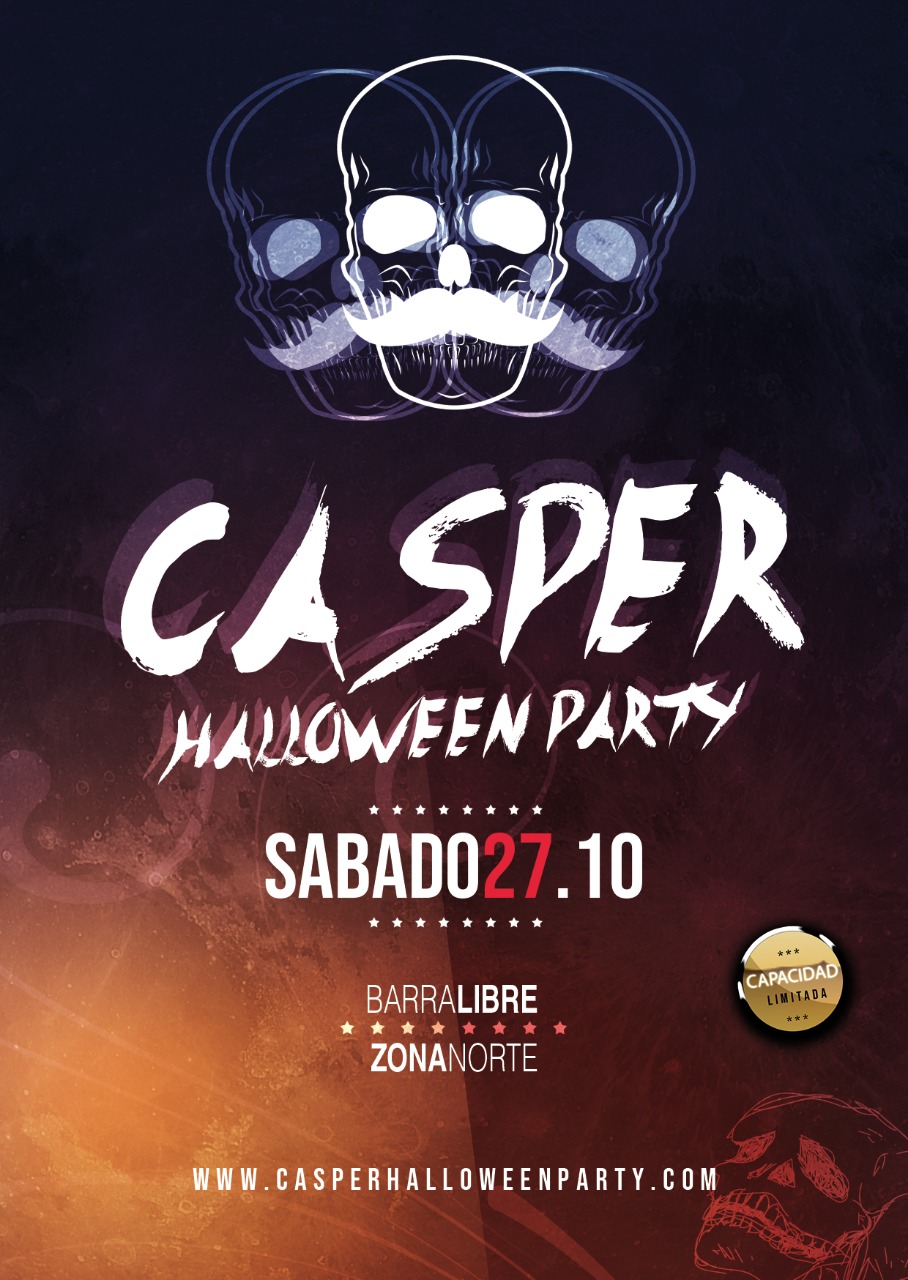 CASPER
HALLOWEEN PARTY
SABADO27.10
BARRALIBRE
ZONANORTE
***
CAPACIDAD
LIMITADA
***
WWW.CASPERHALLOWEENPARTY.COM